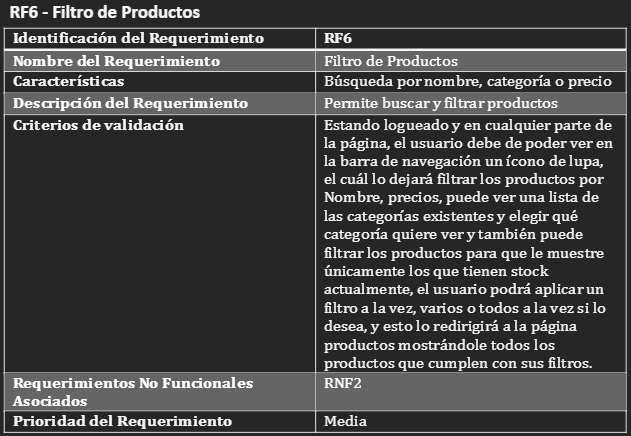 RF6 - Filtro de Productos
Identificación del Requerimiento RF6
Nombre del Requerimiento Filtro de Productos
Características Búsqueda por nombre, categoría o precio
Descripción del Requerimiento Permite buscar y filtrar productos
Criterios de validación Estando logueado y en cualquier parte de
la página, el usuario debe de poder ver en
la barra de navegación un ícono de lupa,
el cuál lo dejará filtrar los productos por
Nombre, precios, puede ver una lista de
las categorías existentes y elegir qué
categoría quiere ver y también puede
filtrar los productos para que le muestre
únicamente los que tienen stock
actualmente, el usuario podrá aplicar un
filtro a la vez, varios o todos a la vez si lo
desea, y esto lo redirigirá a la página
productos mostrándole todos los
productos que cumplen con sus filtros.
Requerimientos No Funcionales RNF2
Asociados
Prioridad del Requerimiento Media